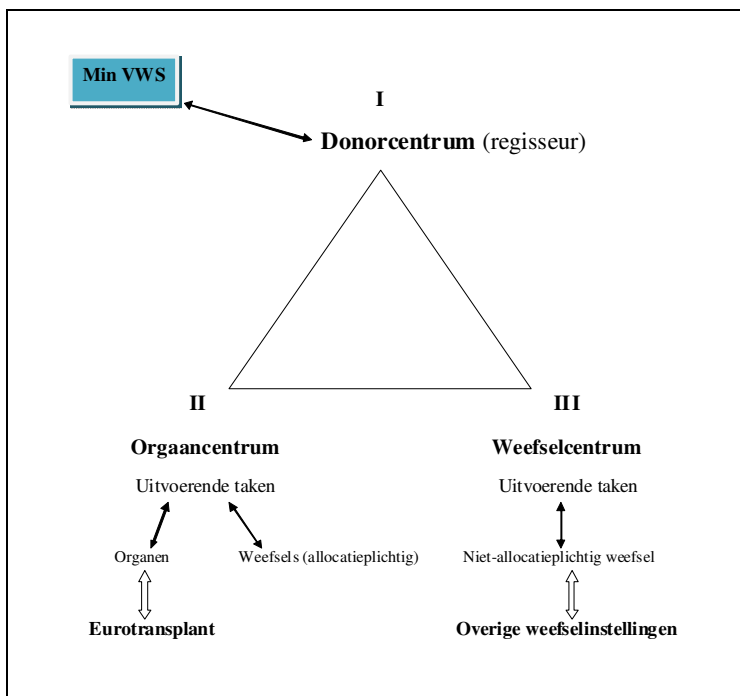 Min VWS
I
Donorcentrum (regisseur)
II
III
Orgaancentrum
Weefselcentrum
Uitvoerende taken
Uitvoerende taken
Organen
Weefsels (allocatieplichtig)
Niet-allocatieplichtig weefsel
Eurotransplant
Overige weefselinstellingen